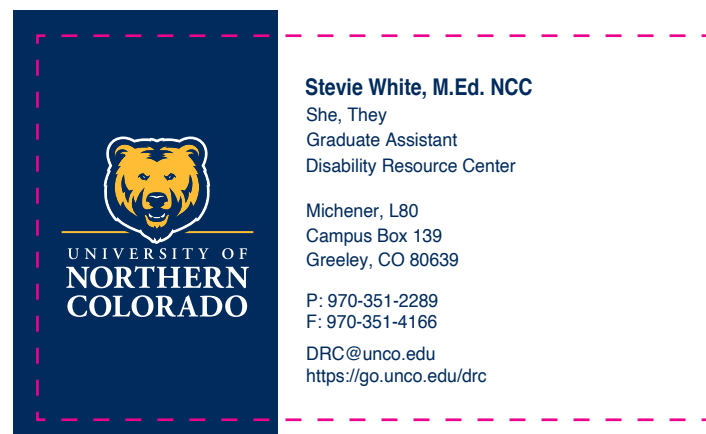 UNIVERSITY OF
NORTHERN
COLORADO
Stevie White, M.Ed. NCC
She, They
Graduate Assistant
Disability Resource Center
Michener, L80
Campus Box 139
Greeley, CO 80639
P: 970-351-2289
F: 970-351-4166
DRC@unco.edu
https://go.unco.edu/drc